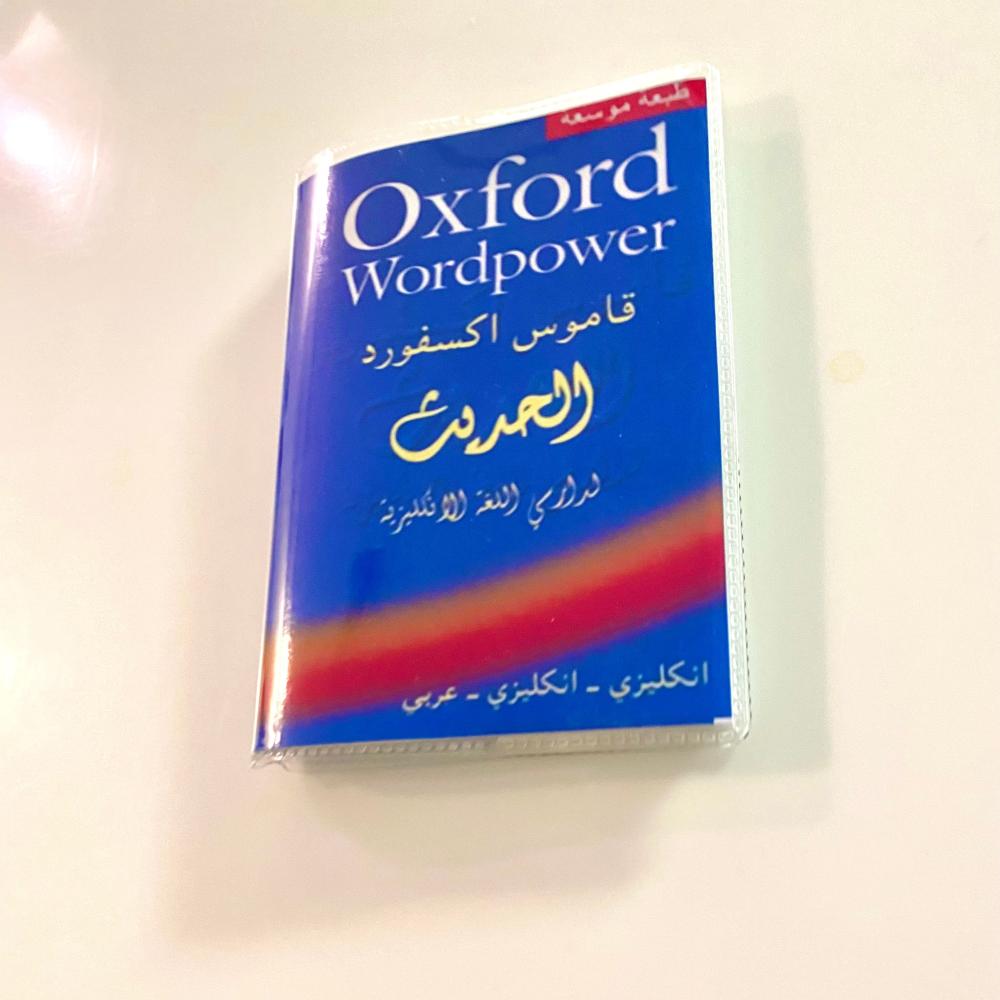 طبعة موسعة
Oxford
Wordpower
قاموس اكسفورد
الحديث
لدارسي اللغة الانكليزية
انكليزي - انكليزي - عربي